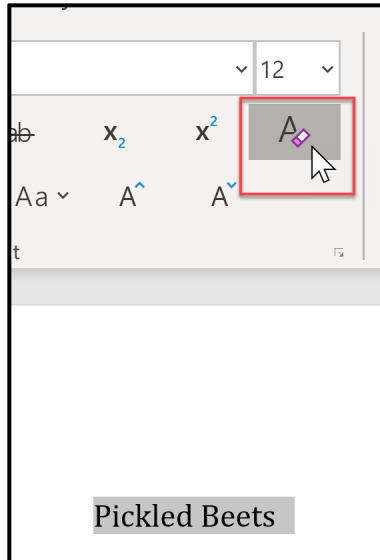 12
ab x₂ x² A
Aa A A
t
Pickled Beets